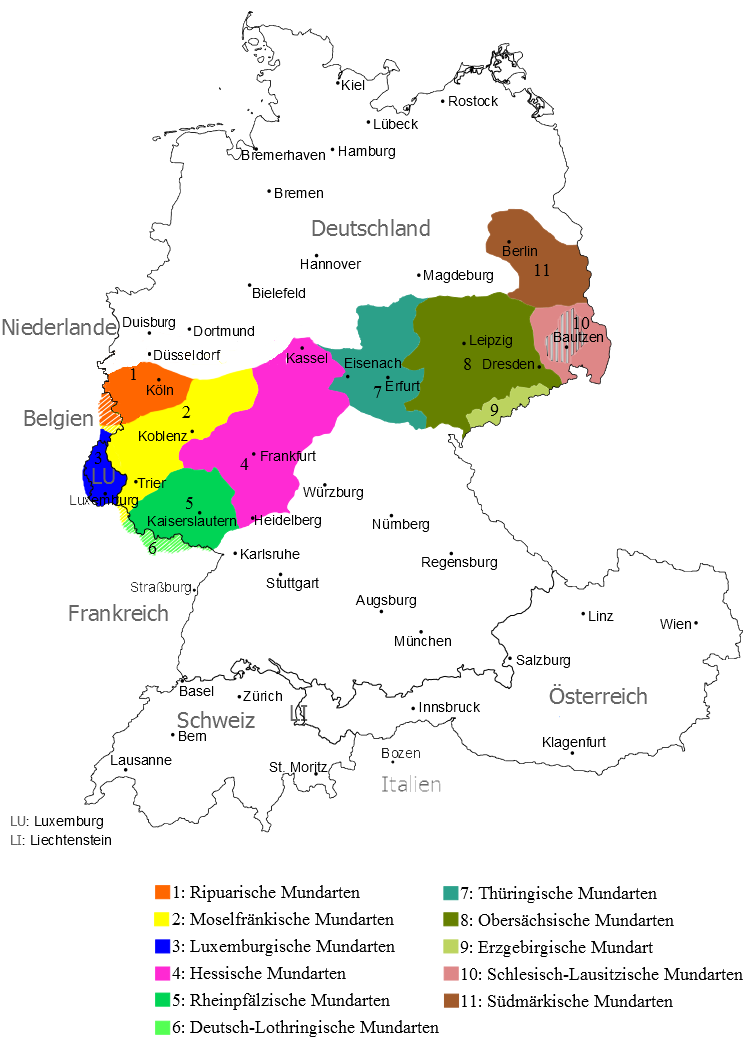 Kiel
Rostock
Lübeck
Bremerhaven
Hamburg
Bremen
Deutschland
Berlin
11
Hannover
Magdeburg
Bielefeld
Niederlande
Duisburg
Dortmund
10
Bautzen
Düsseldorf
Kassel
Eisenach
Leipzig
8
Dresden
1
Köln
7
Erfurt
Belgien
2
9
Koblenz
3
4
Frankfurt
LU
Trier
Luxemburg
Würzburg
5
Kaiserslautern
Heidelberg
Nürnberg
6
Karlsruhe
Regensburg
Straßburg
Stuttgart
Frankreich
Augsburg
Linz
Wien
München
Salzburg
Basel
Zürich
Österreich
Schweiz
LI
Innsbruck
Bern
Klagenfurt
Lausanne
St. Moritz
Bozen
Italien
LU: Luxemburg
LI: Liechtenstein
1: Ripuarische Mundarten
2: Moselfränkische Mundarten
3: Luxemburgische Mundarten
4: Hessische Mundarten
5: Rheinpfälzische Mundarten
6: Deutsch-Lothringische Mundarten
7: Thüringische Mundarten
8: Obersächsische Mundarten
9: Erzgebirgische Mundart
10: Schlesisch-Lausitzische Mundarten
11: Südmärkische Mundarten